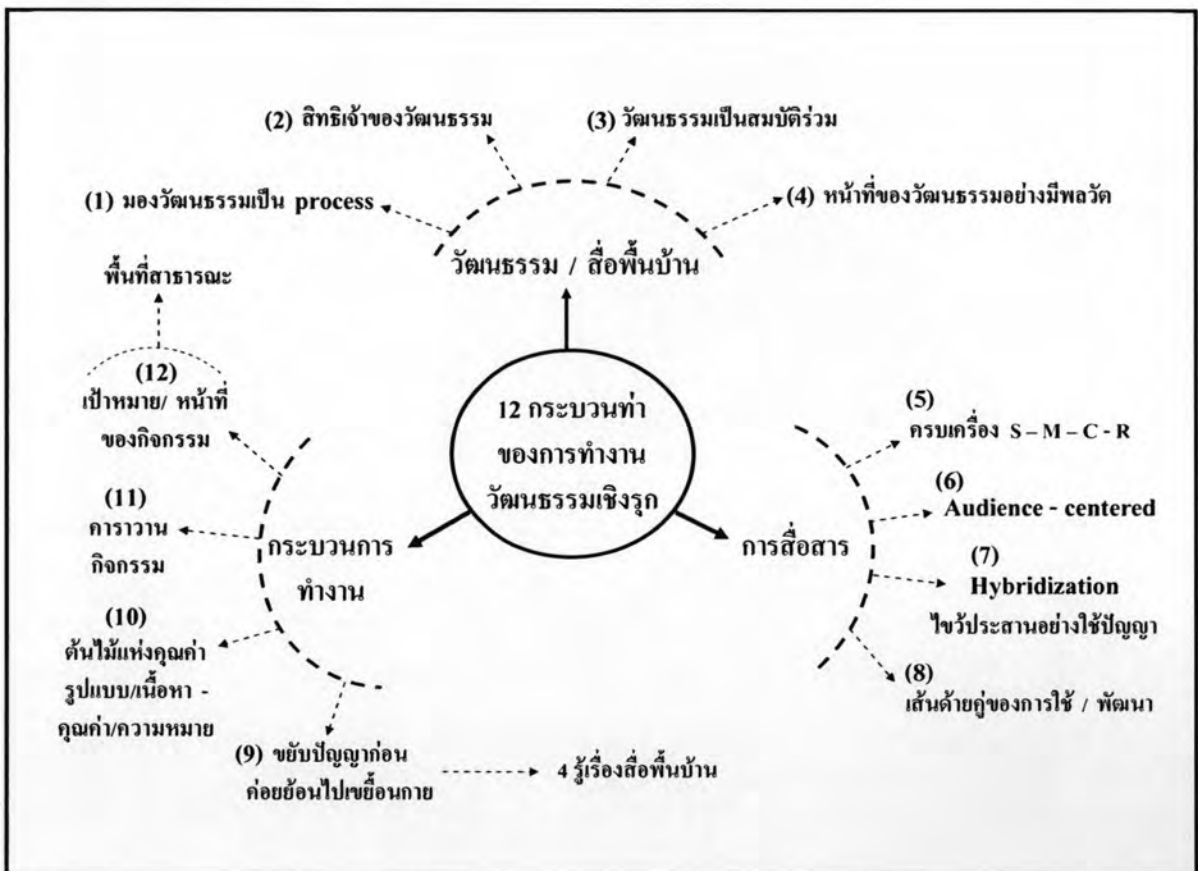 (2) สิทธิเจ้าของวัฒนธรรม
(3) วัฒนธรรมเป็นสมบัติร่วม
(1) มองวัฒนธรรมเป็น process
(4) หน้าที่ของวัฒนธรรมอย่างมีพลวัต
วัฒนธรรม / สื่อพื้นบ้าน
พื้นที่สาธารณะ
(12)
เป้าหมาย/ หน้าที่
ของกิจกรรม
12 กระบวนท่า
ของการทำงาน
วัฒนธรรมเชิงรุก
(5)
ครบเครื่อง S – M – C - R
(6)
Audience - centered
(7)
Hybridization
ไขว้ประสานอย่างใช้ปัญญา
(8)
เส้นด้ายคู่ของการใช้ / พัฒนา
การสื่อสาร
กระบวนการ
ทำงาน
(11)
คาราวาน
กิจกรรม
(10)
ต้นไม้แห่งคุณค่า
รูปแบบ/เนื้อหา -
คุณค่า/ความหมาย
(9) ขยับปัญญาก่อน
ค่อยย้อนไปเขยื้อนกาย
4 รู้เรื่องสื่อพื้นบ้าน